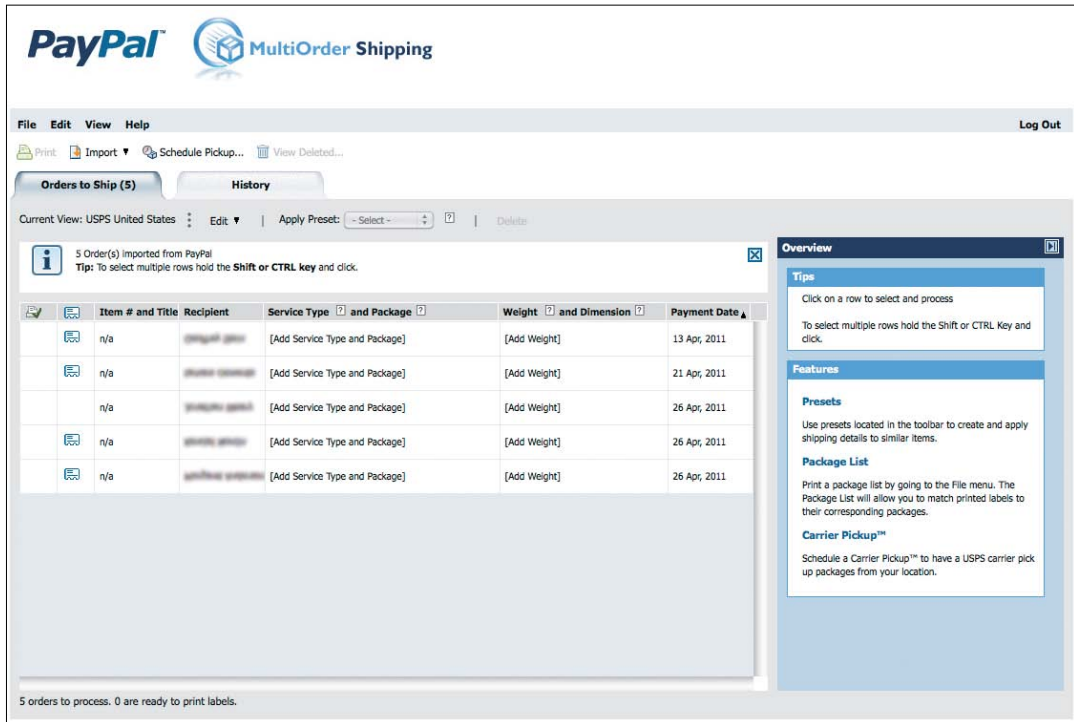 PayPal™ MultiOrder Shipping
File Edit View Help Log Out
Print Import ▼ Schedule Pickup... View Deleted...
Orders to Ship (5) History
Current View: USPS United States Edit ▼ | Apply Preset: - Select - ? | Delete
5 Order(s) imported from PayPal
Tip: To select multiple rows hold the Shift or CTRL key and click.
Item # and Title Recipient Service Type ? and Package ? Weight ? and Dimension ? Payment Date ▲
n/a [Add Service Type and Package] [Add Weight] 13 Apr, 2011
n/a [Add Service Type and Package] [Add Weight] 21 Apr, 2011
n/a [Add Service Type and Package] [Add Weight] 26 Apr, 2011
n/a [Add Service Type and Package] [Add Weight] 26 Apr, 2011
n/a [Add Service Type and Package] [Add Weight] 26 Apr, 2011
Overview
Tips
Click on a row to select and process
To select multiple rows hold the Shift or CTRL Key and
click.
Features
Presets
Use presets located in the toolbar to create and apply
shipping details to similar items.
Package List
Print a package list by going to the File menu. The
Package List will allow you to match printed labels to
their corresponding packages.
Carrier Pickup™
Schedule a Carrier Pickup™ to have a USPS carrier pick
up packages from your location.
5 orders to process. 0 are ready to print labels.